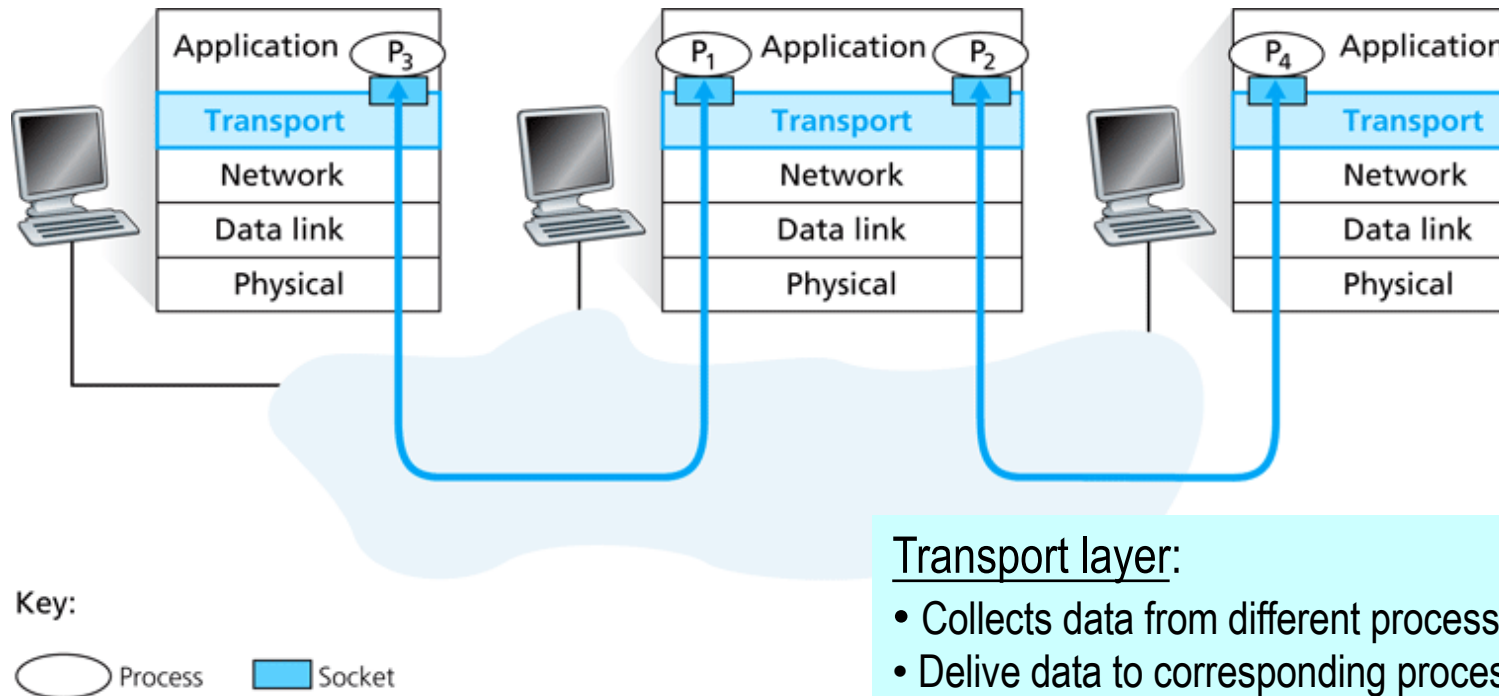 Application P3
Transport
Network
Data link
Physical
P1 Application P2
Transport
Network
Data link
Physical
P4 Application
Transport
Network
Data link
Physical
Transport layer:
• Collects data from different process
• Delive data to corresponding proces
Key:
Process Socket